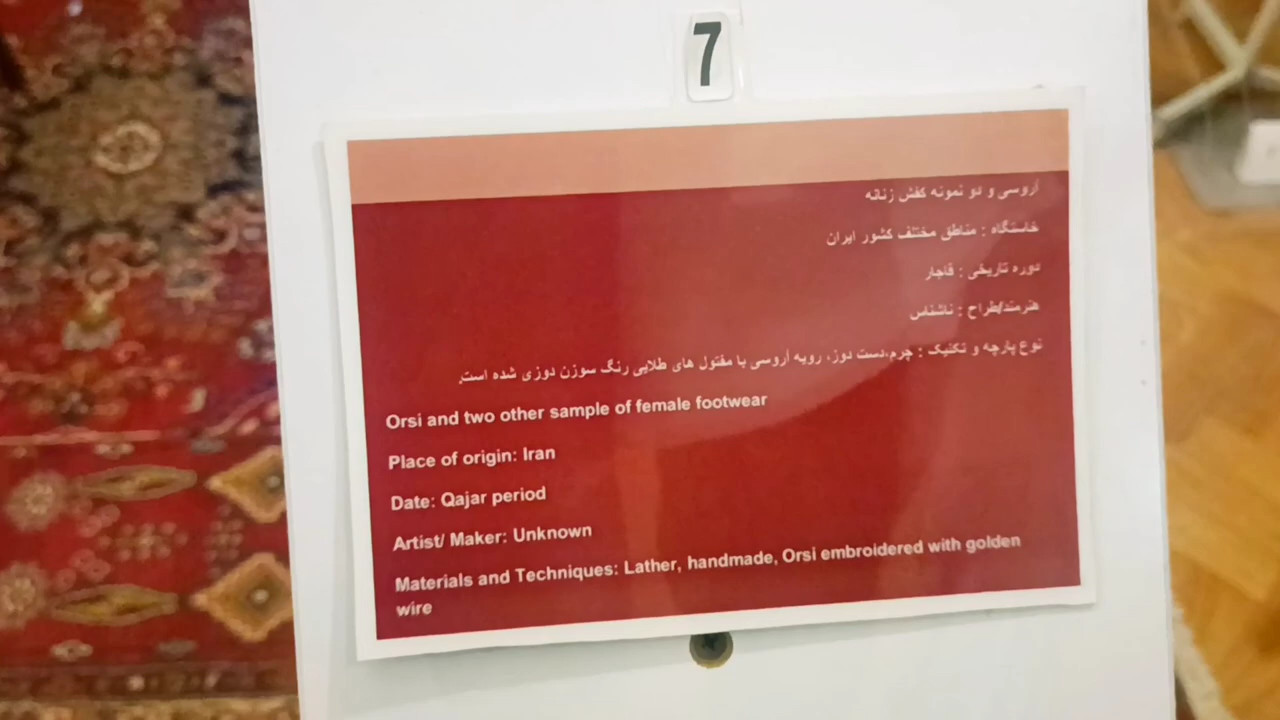 7
اُروسی و دو نمونه کفش زنانه
خاستگاه : مناطق مختلف کشور ایران
دوره تاریخی : قاجار
هنرمند/طراح : ناشناس
نوع پارچه و تکنیک : چرم،دست دوز، رویه اُروسی با مفتول های طلایی رنگ سوزن دوزی شده است.
Orsi and two other sample of female footwear
Place of origin: Iran
Date: Qajar period
Artist/ Maker: Unknown
Materials and Techniques: Lather, handmade, Orsi embroidered with golden
wire